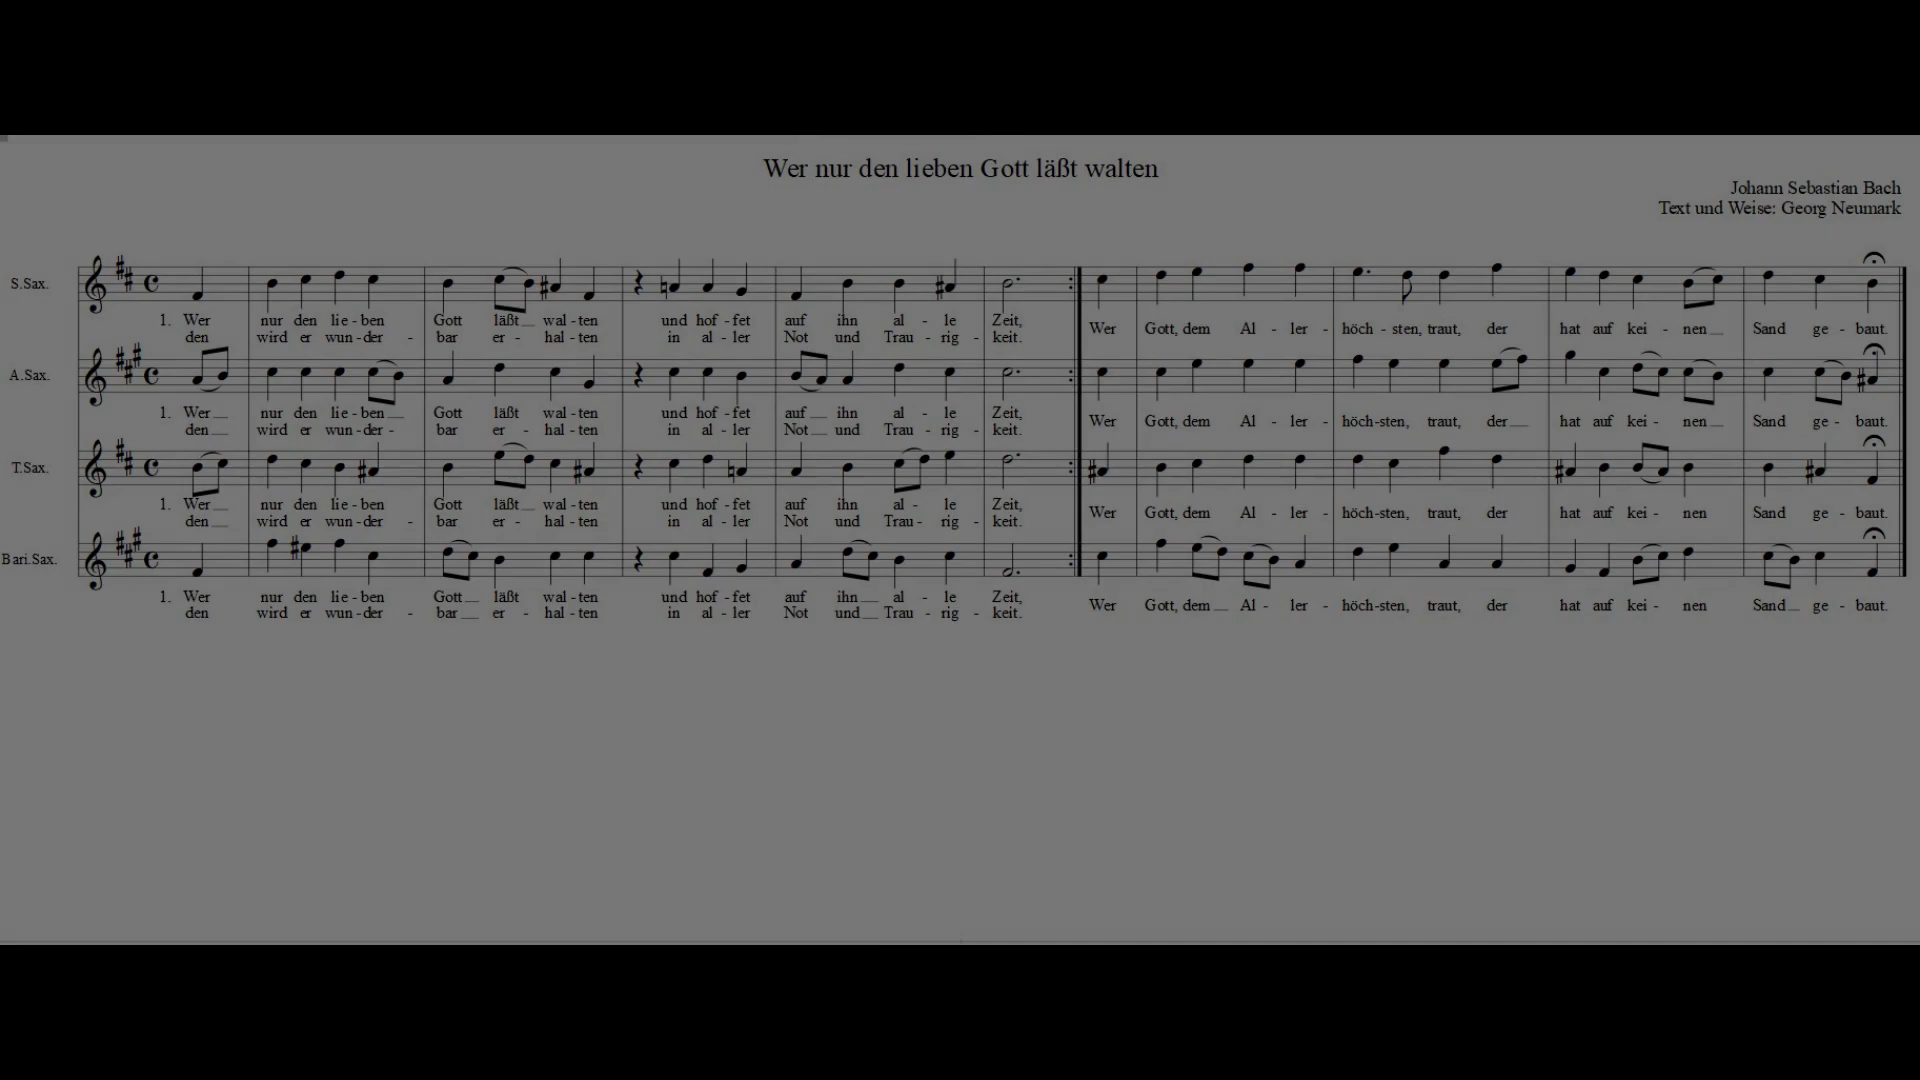 Wer nur den lieben Gott läßt walten
Johann Sebastian Bach
Text und Weise: Georg Neumark
S.Sax.
1. Wer nur den lie - ben Gott läßt wal - ten und hof - fet auf ihn al - le Zeit, Wer Gott, dem Al - ler - höch - sten, traut, der hat auf kei - nen Sand ge - baut.
den wird er wun - der - bar er - hal - ten in al - ler Not und Trau - rig - keit.
A.Sax.
1. Wer nur den lie - ben Gott läßt wal - ten und hof - fet auf ihn al - le Zeit, Wer Gott, dem Al - ler - höch - sten, traut, der hat auf kei - nen Sand ge - baut.
den wird er wun - der - bar er - hal - ten in al - ler Not und Trau - rig - keit.
T.Sax.
1. Wer nur den lie - ben Gott läßt wal - ten und hof - fet auf ihn al - le Zeit, Wer Gott, dem Al - ler - höch - sten, traut, der hat auf kei - nen Sand ge - baut.
den wird er wun - der - bar er - hal - ten in al - ler Not und Trau - rig - keit.
Bari.Sax.
1. Wer nur den lie - ben Gott läßt wal - ten und hof - fet auf ihn al - le Zeit, Wer Gott, dem Al - ler - höch - sten, traut, der hat auf kei - nen Sand ge - baut.
den wird er wun - der - bar er - hal - ten in al - ler Not und Trau - rig - keit.